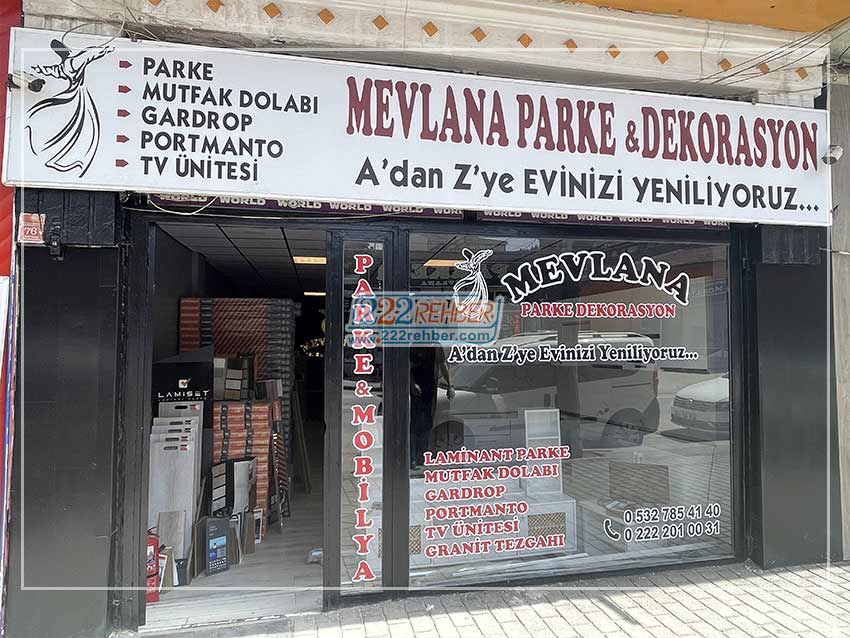 PARKE
MUTFAK DOLABI
GARDROP
PORTMANTO
TV ÜNİTESİ
MEVLANA PARKE & DEKORASYON
A'dan Z'ye EVİNİZİ YENİLİYORUZ...
WORLD WORLD WORLD WORLD WORLD WORLD WORLD
76
PARKE & MOBİLYA
222REHBER
www.222rehber.com
MEVLANA
PARKE DEKORASYON
A'dan Z'ye Evinizi Yeniliyoruz...
LAMISET
LAMİNANT PARKE
MUTFAK DOLABI
GARDROP
PORTMANTO
TV ÜNİTESİ
GRANİT TEZGAHI
0 532 785 41 40
0 222 201 00 31